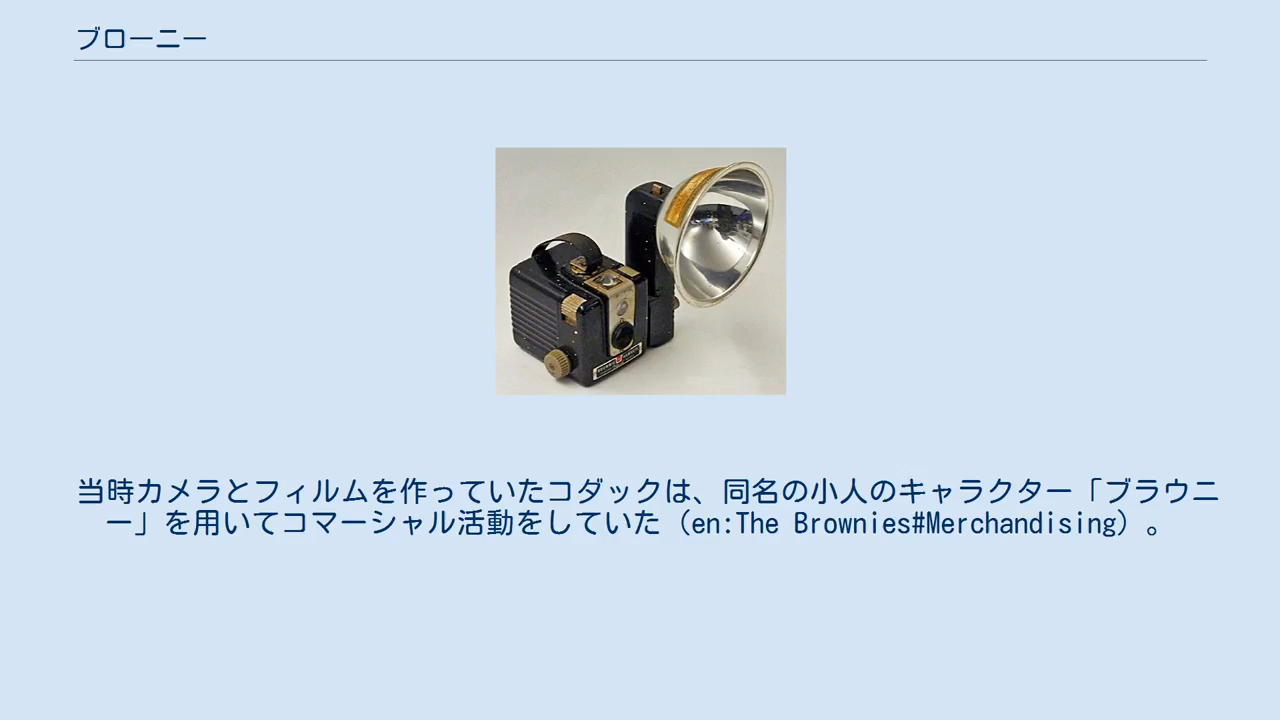 ブローニー
当時カメラとフィルムを作っていたコダックは、同名の小人のキャラクター「ブラウニ
ー」を用いてコマーシャル活動をしていた（en:The Brownies#Merchandising）。